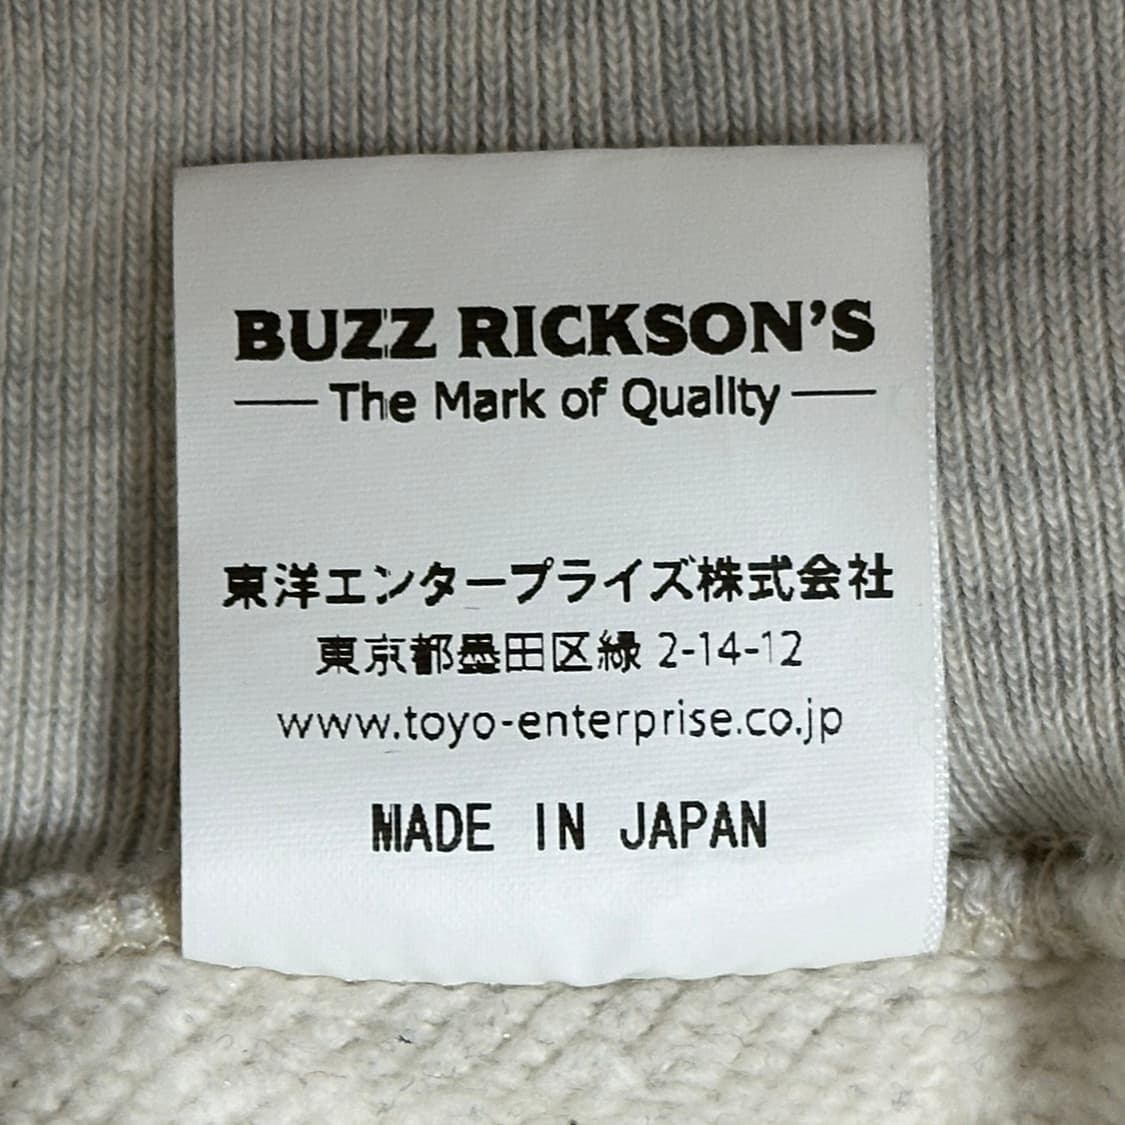 BUZZ RICKSON'S
The Mark of Quality
東洋エンタープライズ株式会社
東京都墨田区緑 2-14-12
www.toyo-enterprise.co.jp
MADE IN JAPAN